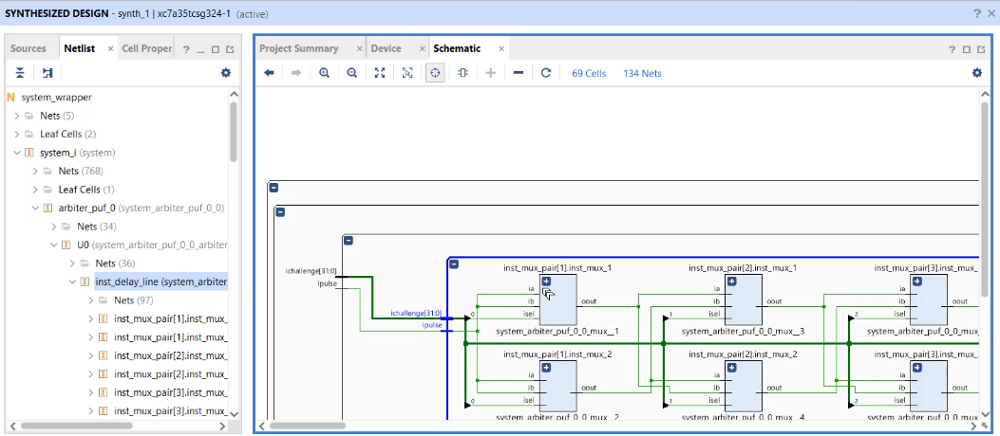 SYNTHESIZED DESIGN - synth_1 | xc7a35tcsg324-1 (active)
Sources Netlist Cell Proper
system_wrapper
Nets (5)
Leaf Cells (2)
system_i (system)
Nets (768)
Leaf Cells (1)
arbiter_puf_0 (system_arbiter_puf_0_0)
Nets (34)
U0 (system_arbiter_puf_0_0_arbiter
Nets (36)
inst_delay_line (system_arbiter
Nets (97)
inst_mux_pair[1].inst_mux_
inst_mux_pair[1].inst_mux_
inst_mux_pair[2].inst_mux_
inst_mux_pair[2].inst_mux_
inst_mux_pair[3].inst_mux_
inst_mux_pair[3].inst_mux_
Project Summary Device Schematic
69 Cells 134 Nets
ichallenge[31:0]
ipulse
ichallenge[31:0]
ipulse
inst_mux_pair[1].inst_mux_1
ia
ib
isel
oout
0
system_arbiter_puf_0_0_mux__1
inst_mux_pair[2].inst_mux_1
ia
ib
isel
oout
1
system_arbiter_puf_0_0_mux__3
inst_mux_pair[3].inst_mux_
ia
ib
isel
oout
2
system_arbiter_puf_0_0_mux_
inst_mux_pair[1].inst_mux_2
ia
ib
isel
oout
0
system_arbiter_puf_0_0_mux__2
inst_mux_pair[2].inst_mux_2
ia
ib
isel
oout
1
system_arbiter_puf_0_0_mux__4
inst_mux_pair[3].inst_mux_
ia
ib
isel
oout
2
system_arbiter_puf_0_0_mux_